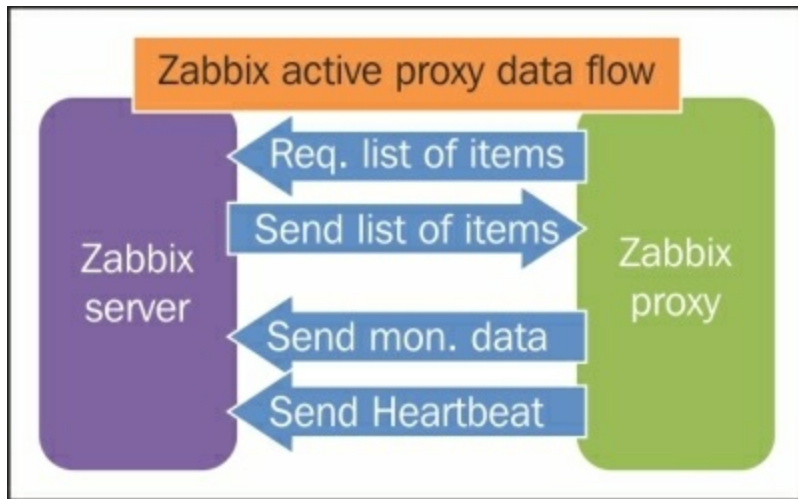 Zabbix active proxy data flow
Req. list of items
Send list of items
Zabbix
server
Zabbix
proxy
Send mon. data
Send Heartbeat